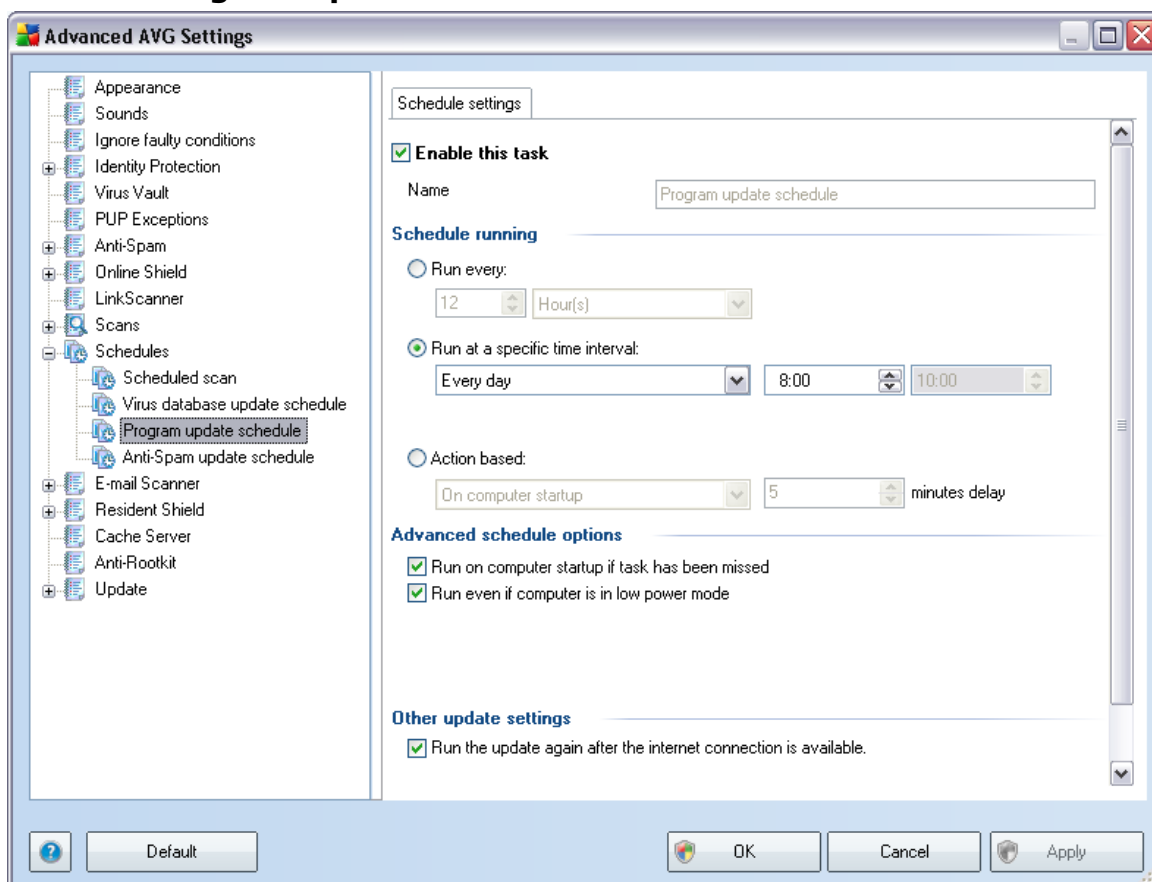 Advanced AVG Settings
Appearance
Sounds
Ignore faulty conditions
Identity Protection
Virus Vault
PUP Exceptions
Anti-Spam
Online Shield
LinkScanner
Scans
Schedules
Scheduled scan
Virus database update schedule
Program update schedule
Anti-Spam update schedule
E-mail Scanner
Resident Shield
Cache Server
Anti-Rootkit
Update
Schedule settings
Enable this task
Name Program update schedule
Schedule running
Run every:
12 Hour(s)
Run at a specific time interval:
Every day 8:00 10:00
Action based:
On computer startup 5 minutes delay
Advanced schedule options
Run on computer startup if task has been missed
Run even if computer is in low power mode
Other update settings
Run the update again after the internet connection is available.
Default OK Cancel Apply